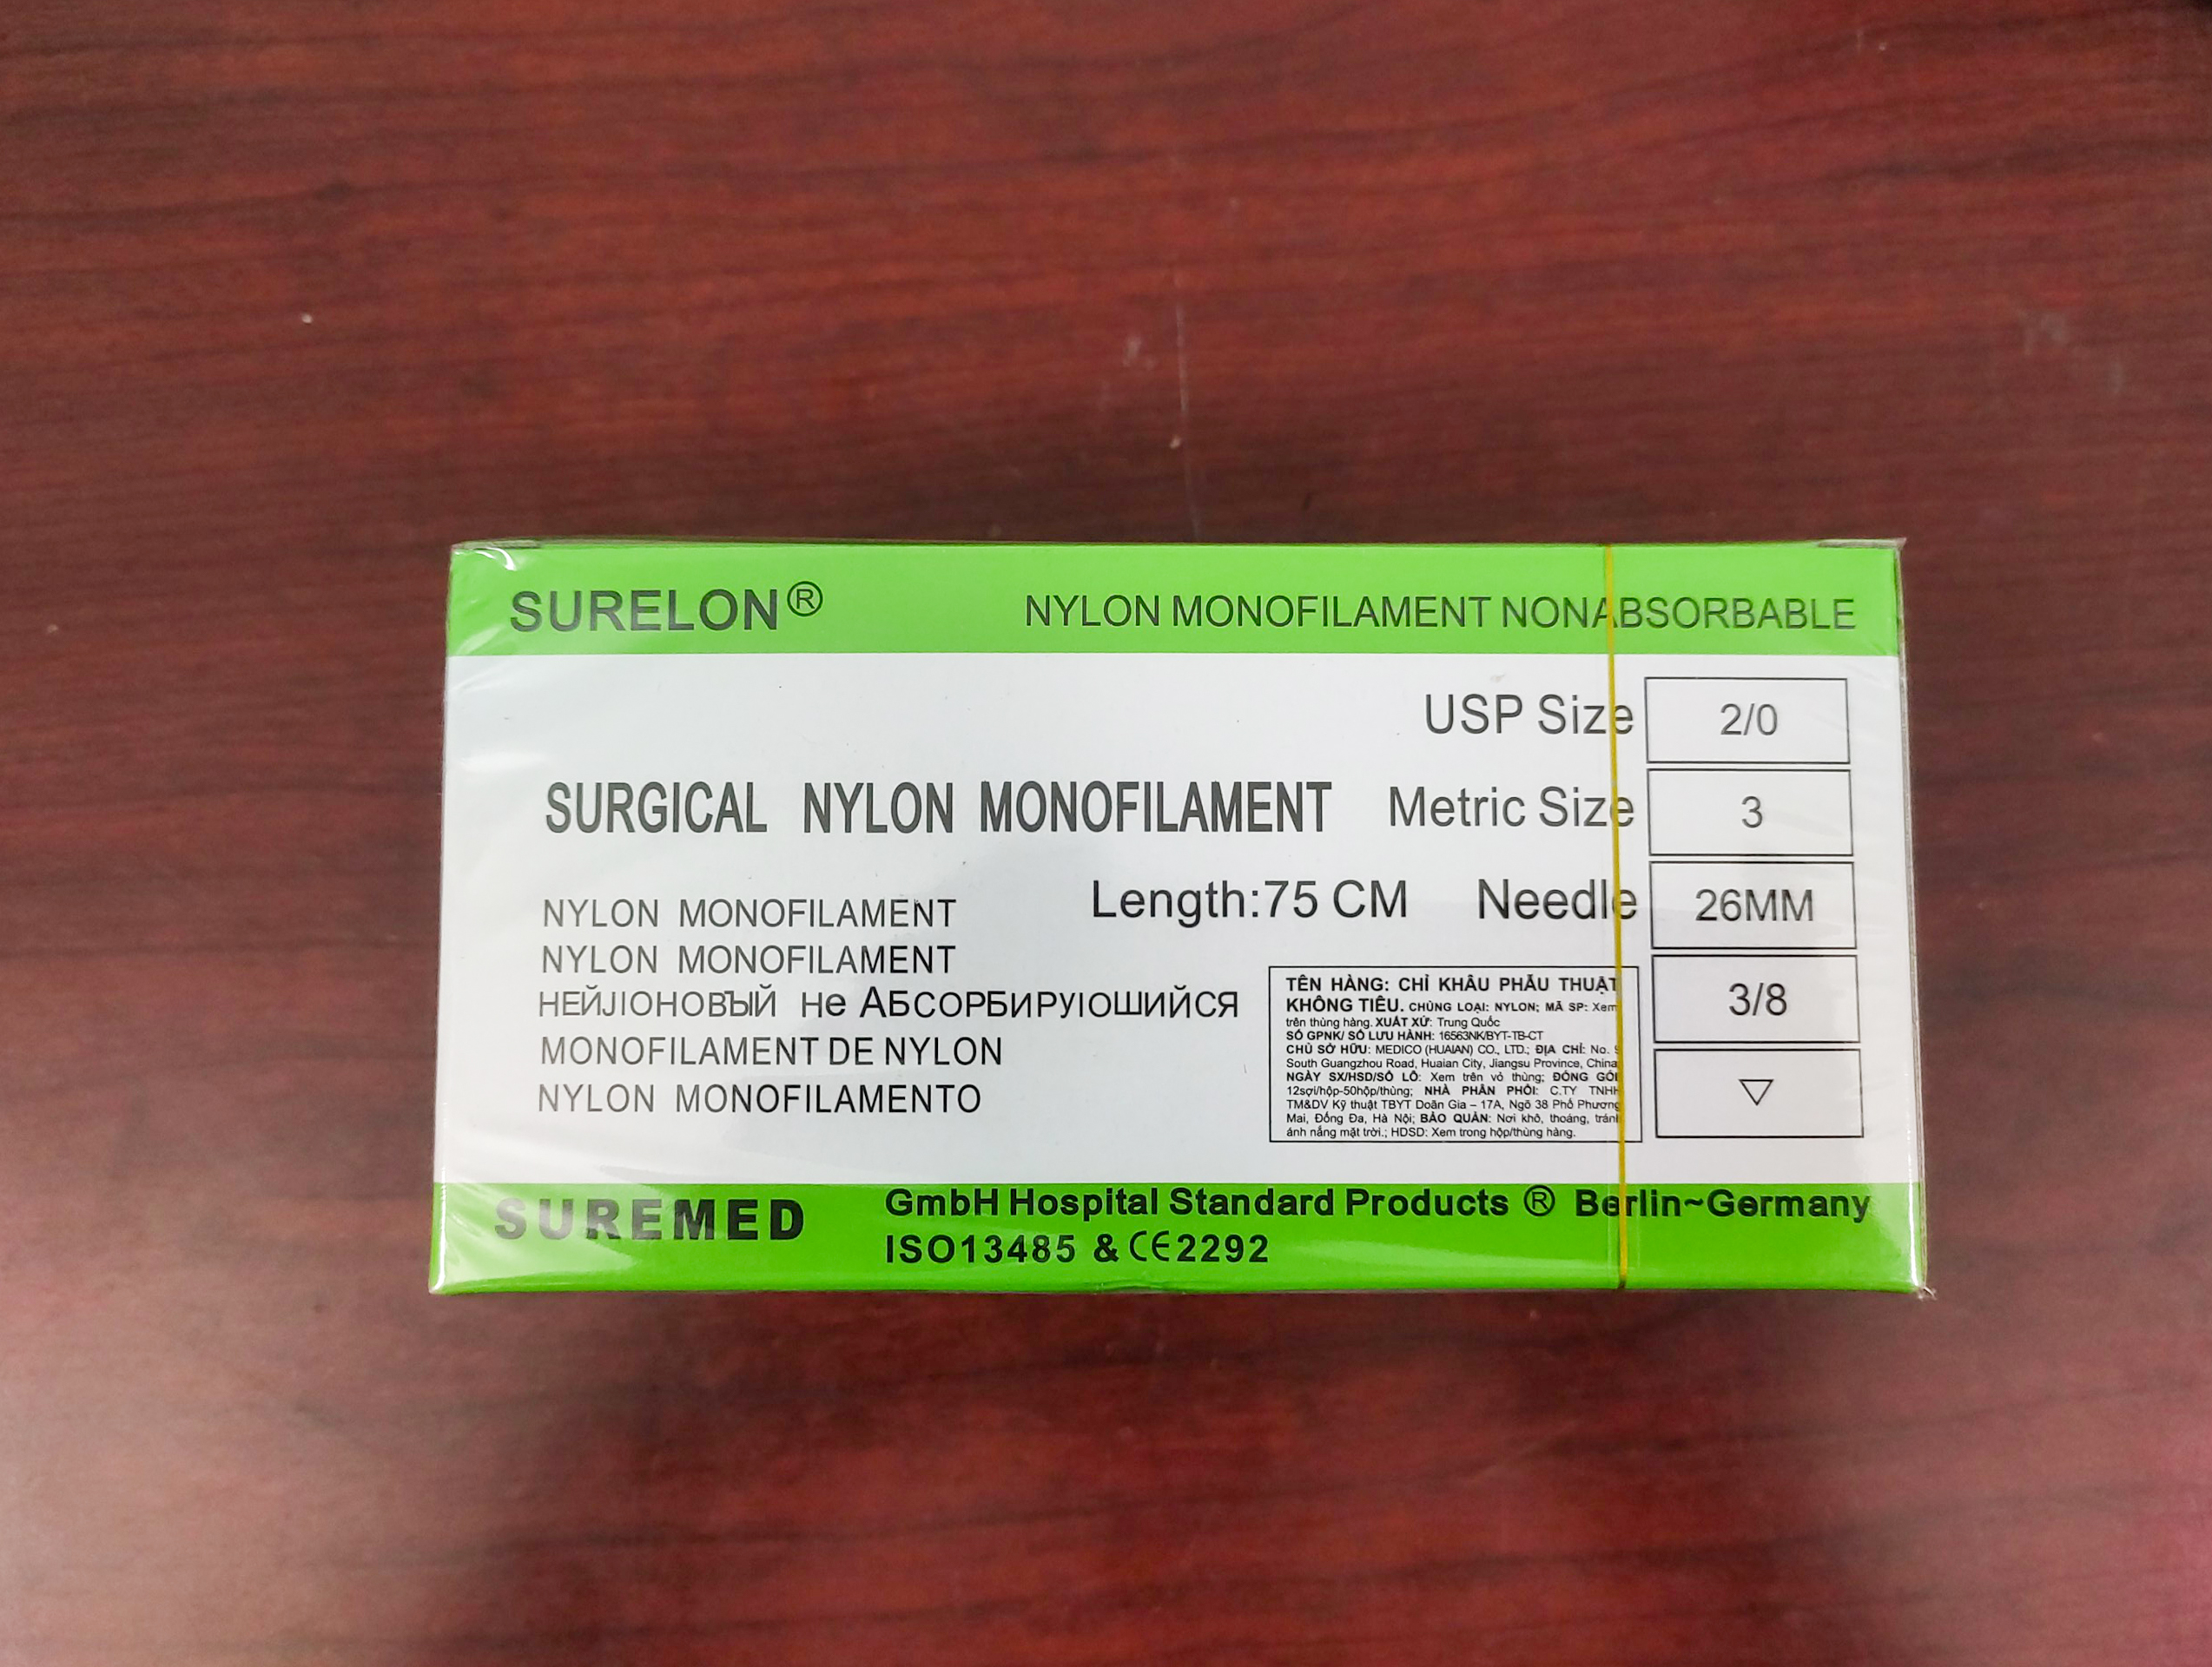 SURELON® NYLON MONOFILAMENT NONABSORBABLE
USP Size 2/0
SURGICAL NYLON MONOFILAMENT Metric Size 3
Length:75 CM Needle 26MM
3/8
NYLON MONOFILAMENT
NYLON MONOFILAMENT
НЕЙЛОНОВЪІЙ не АБСОРБИРУІОШИЙСЯ
MONOFILAMENT DE NYLON
NYLON MONOFILAMENTO
TÊN HÀNG: CHỈ KHÂU PHẪU THUẬT
KHÔNG TIÊU. CHỦNG LOẠI: NYLON; MÃ SP: Xem
trên thùng hàng. XUẤT XỨ: Trung Quốc
SỐ GPNK/ SỐ LƯU HÀNH: 16563NK/BYT-TB-CT
CHỦ SỞ HỮU: MEDICO (HUAIAN) CO., LTD.; ĐỊA CHỈ: No.
South Guangzhou Road, Huaian City, Jiangsu Province, China
NGÀY SX/HSD/SỐ LÔ: Xem trên vỏ thùng; ĐÓNG GÓI
12sợi/hộp-50hộp/thùng; NHÀ PHÂN PHỐI: C.TY TNHH
TM&DV Kỹ thuật TBYT Doãn Gia – 17A, Ngõ 38 Phố Phương
Mai, Đống Đa, Hà Nội; BẢO QUẢN: Nơi khô, thoáng, tránh
ánh nắng mặt trời.; HDSD: Xem trong hộp/thùng hàng.
SUREMED GmbH Hospital Standard Products ® Berlin~Germany
ISO13485 & CE2292